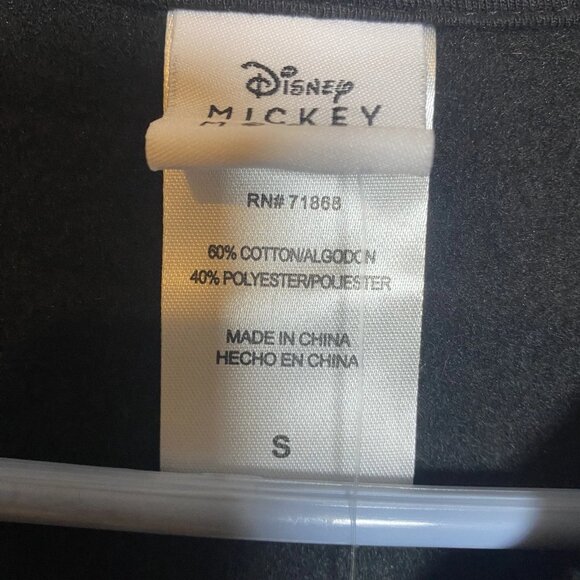 Disney
MICKEY
RN# 71868
60% COTTON/ALGODON
40% POLYESTER/POLIESTER
MADE IN CHINA
HECHO EN CHINA
S